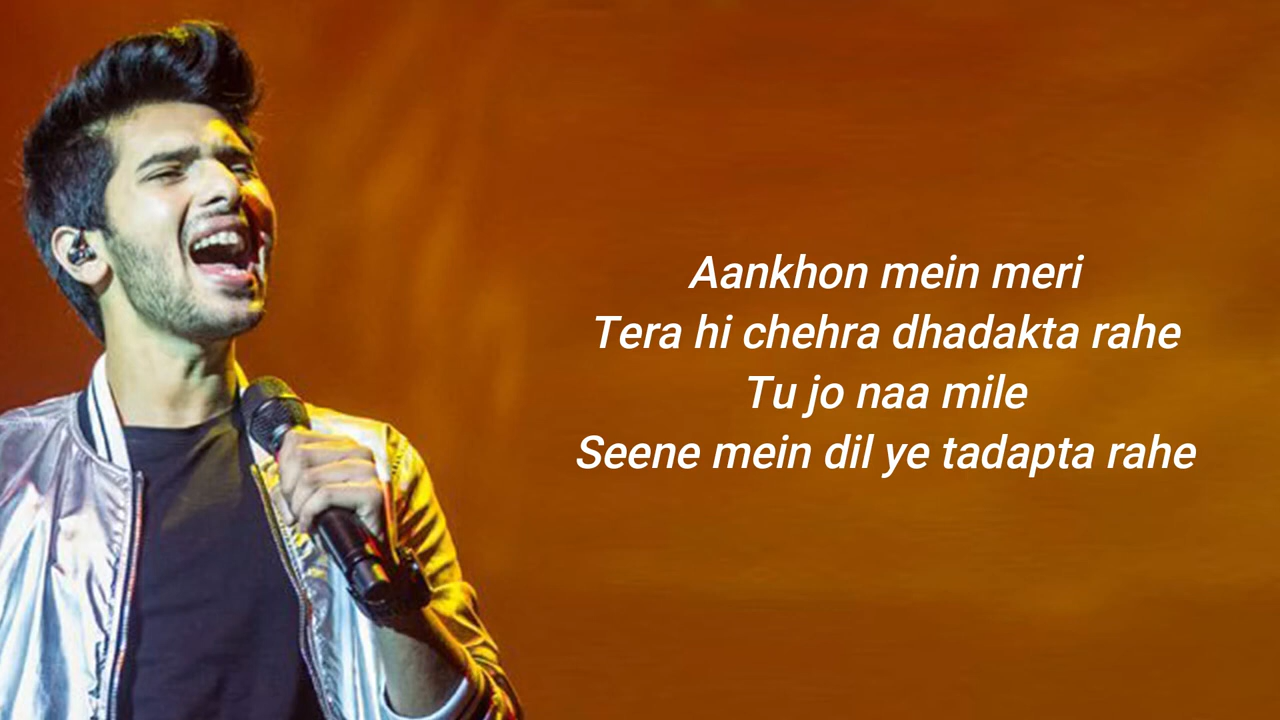 Aankhon mein meri
Tera hi chehra dhadakta rahe
Tu jo naa mile
Seene mein dil ye tadapta rahe